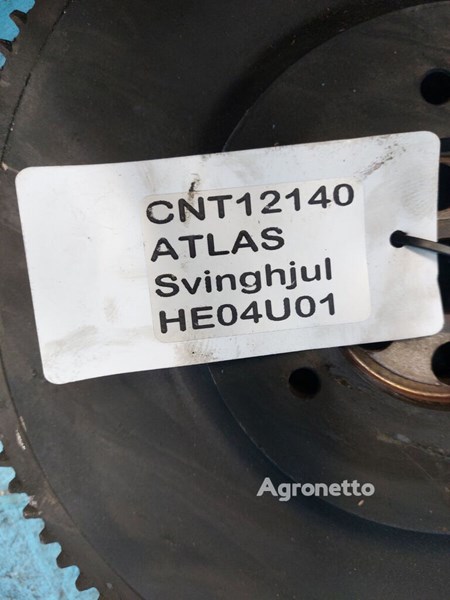 CNT12140
ATLAS
Svinghjul
HE04U01
Agronetto